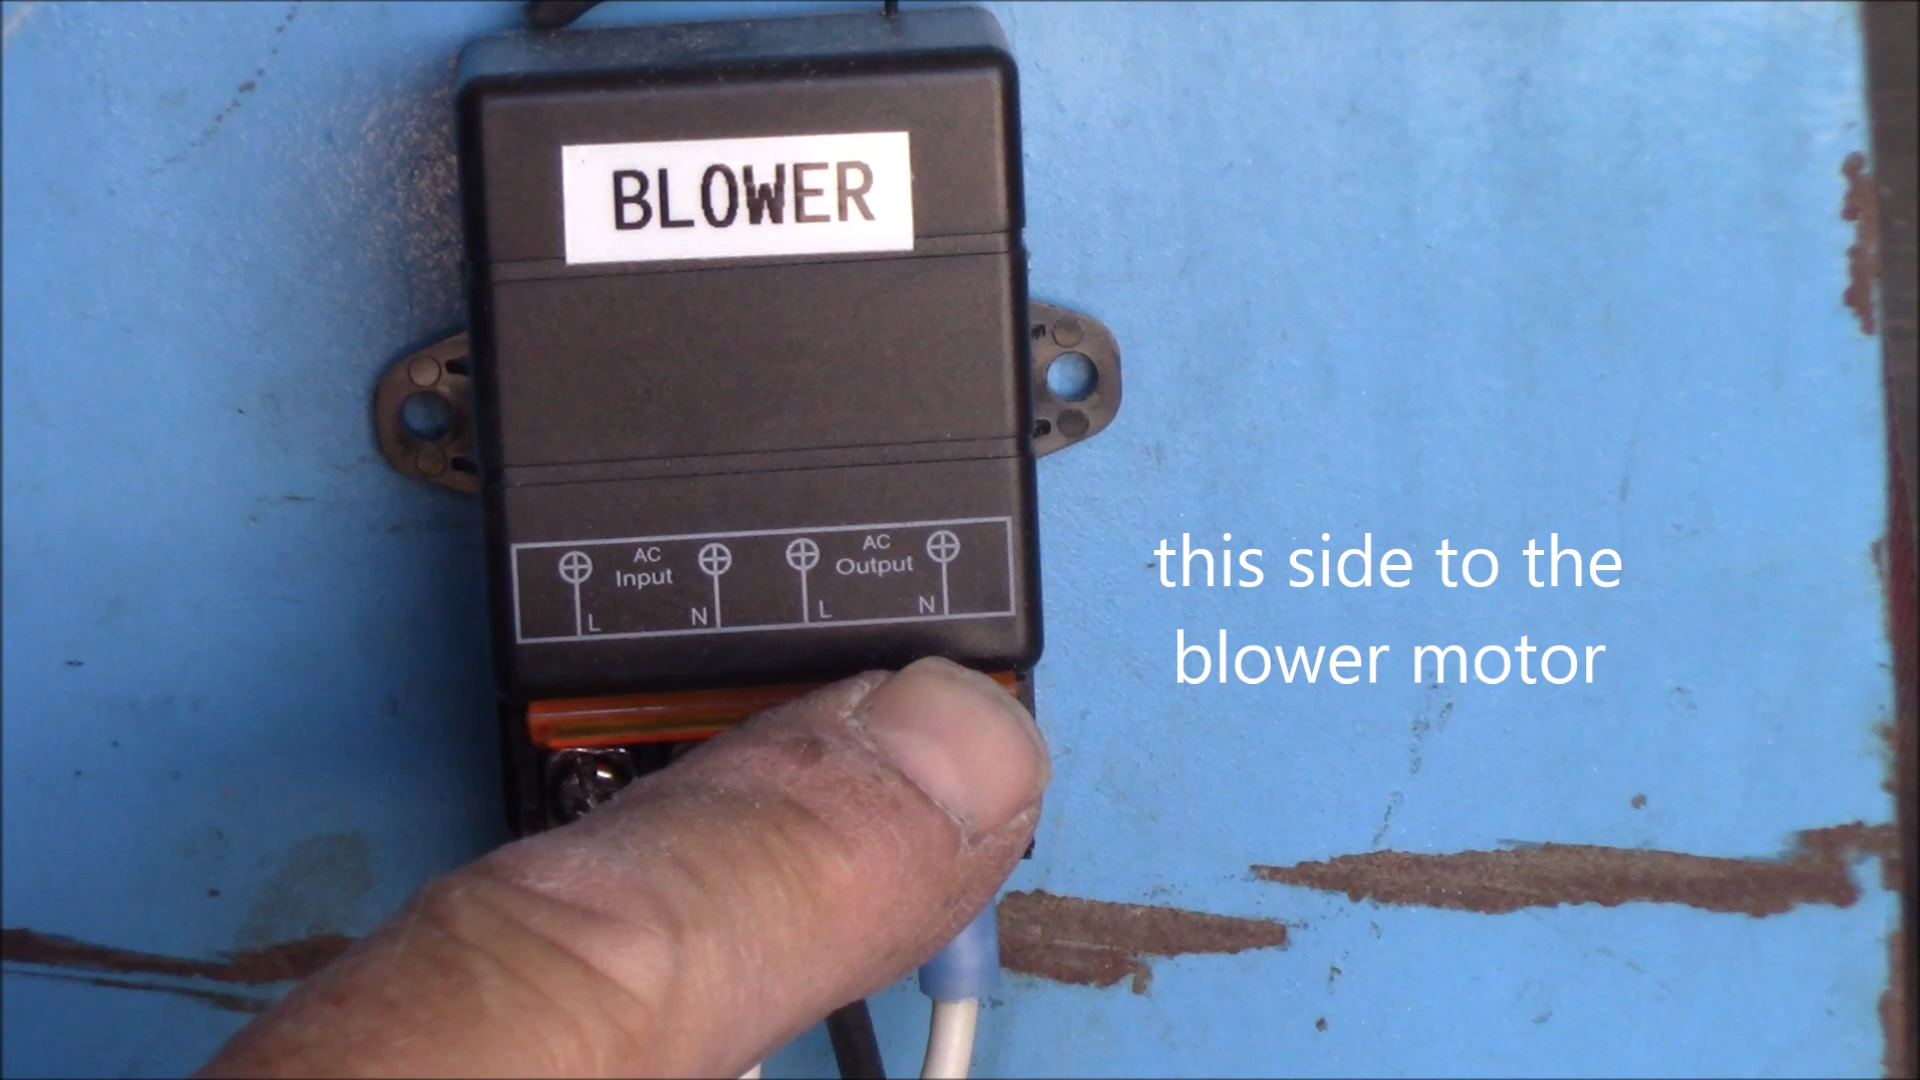 BLOWER
AC
Input
L
N
AC
Output
L
N
this side to the
blower motor